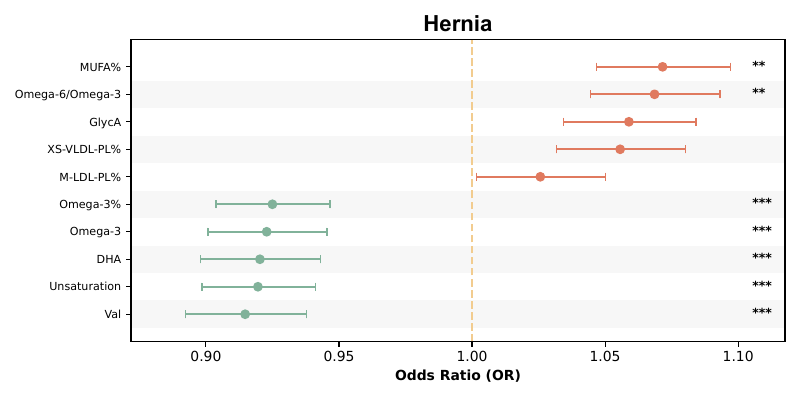 Hernia
MUFA% **
Omega-6/Omega-3 **
GlycA
XS-VLDL-PL%
M-LDL-PL%
Omega-3% ***
Omega-3 ***
DHA ***
Unsaturation ***
Val ***
0.90 0.95 1.00 1.05 1.10
Odds Ratio (OR)